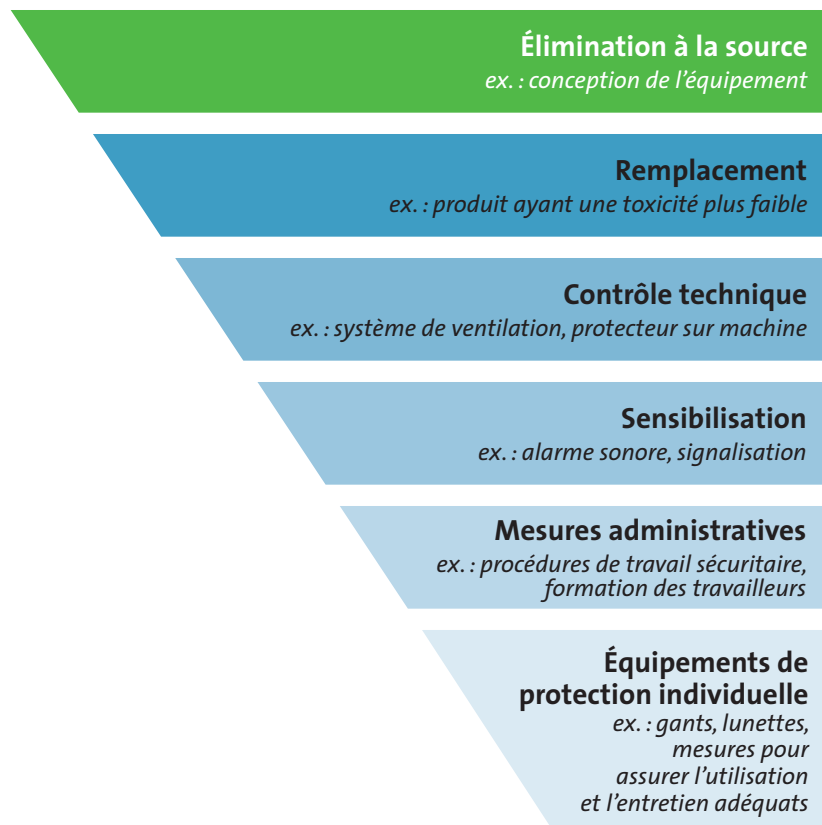 Élimination à la source
ex. : conception de l’équipement
Remplacement
ex. : produit ayant une toxicité plus faible
Contrôle technique
ex. : système de ventilation, protecteur sur machine
Sensibilisation
ex. : alarme sonore, signalisation
Mesures administratives
ex. : procédures de travail sécuritaire,
formation des travailleurs
Équipements de
protection individuelle
ex. : gants, lunettes,
mesures pour
assurer l’utilisation
et l’entretien adéquats